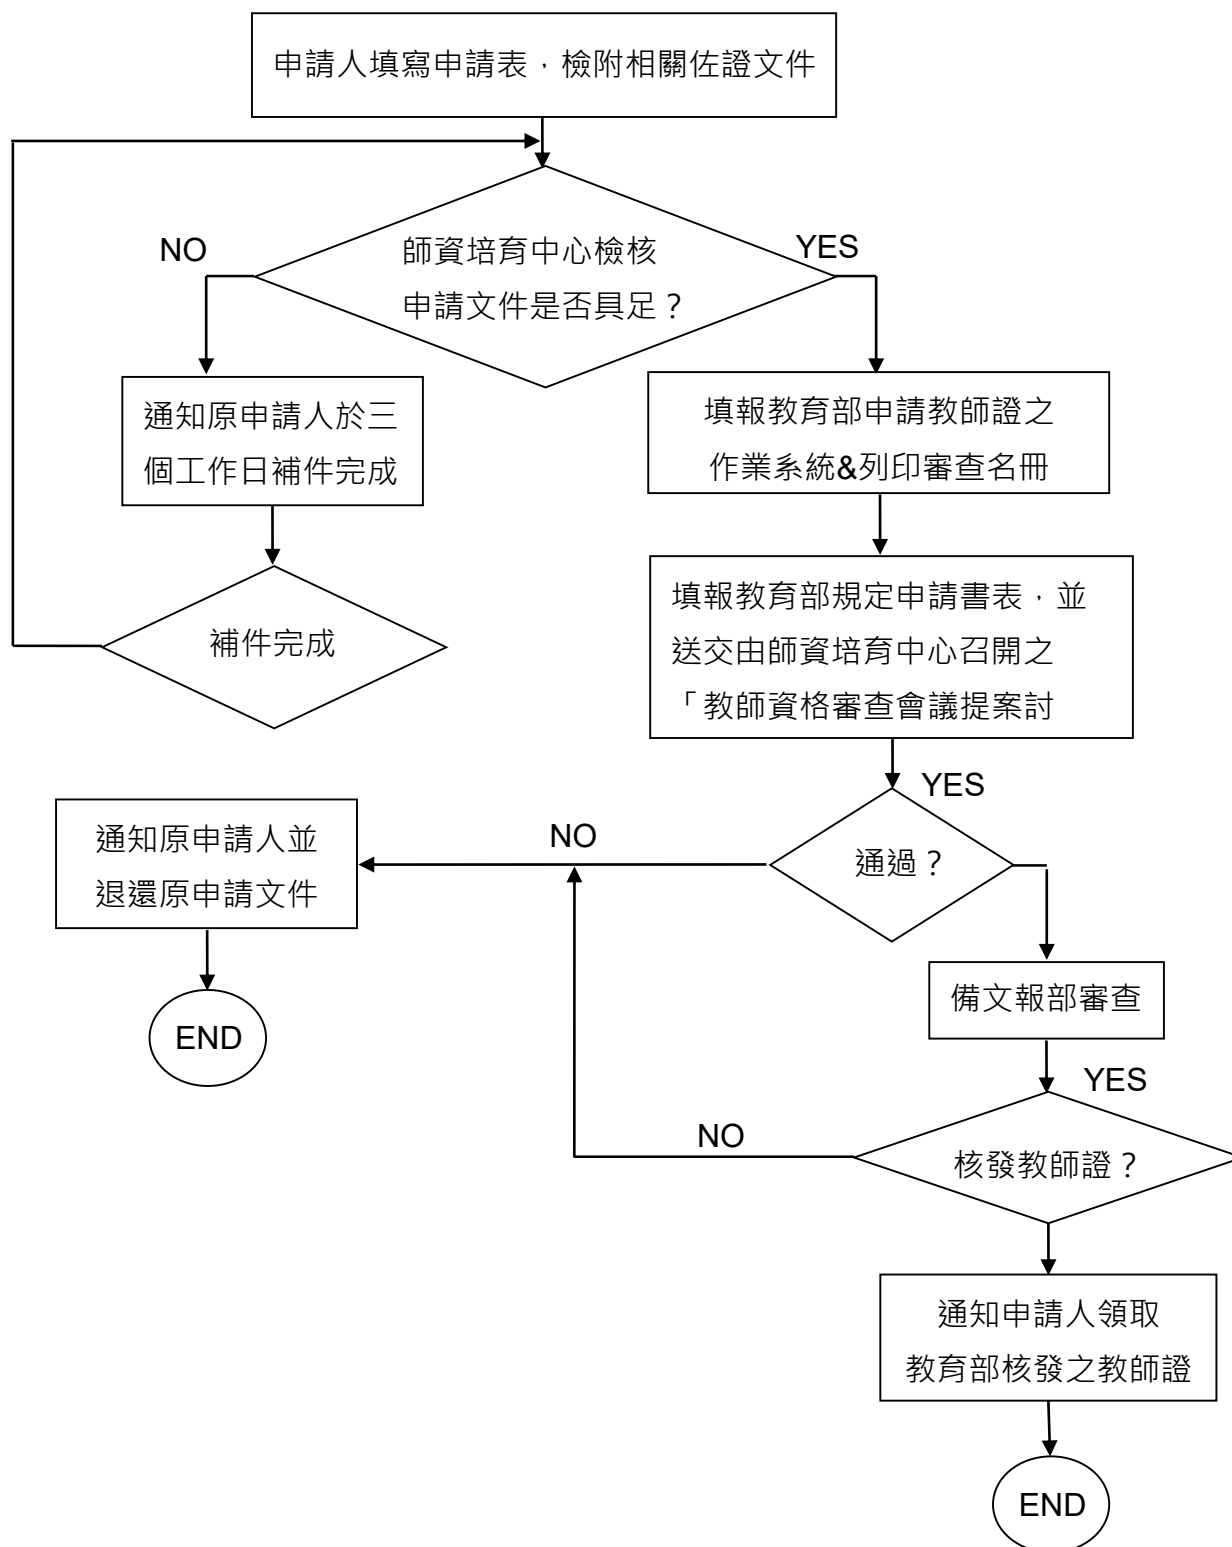 申請人填寫申請表，檢附相關佐證文件
NO
YES
師資培育中心檢核
申請文件是否具足？
通知原申請人於三
個工作日補件完成
填報教育部申請教師證之
作業系統&列印審查名冊
補件完成
填報教育部規定申請書表，並
送交由師資培育中心召開之
「教師資格審查會議提案討
YES
通過？
NO
通知原申請人並
退還原申請文件
END
備文報部審查
YES
NO
核發教師證？
通知申請人領取
教育部核發之教師證
END